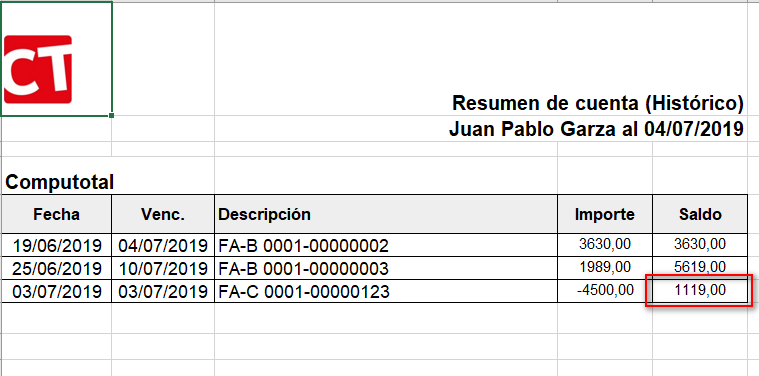 CT
Resumen de cuenta (Histórico)
Juan Pablo Garza al 04/07/2019
Computotal
Fecha Venc. Descripción Importe Saldo
19/06/2019 04/07/2019 FA-B 0001-00000002 3630,00 3630,00
25/06/2019 10/07/2019 FA-B 0001-00000003 1989,00 5619,00
03/07/2019 03/07/2019 FA-C 0001-00000123 -4500,00 1119,00